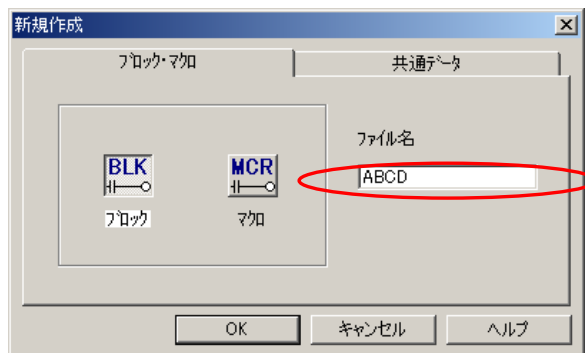 新規作成
ﾌﾞﾛｯｸ･ﾏｸﾛ
共通ﾃﾞｰﾀ
ﾌｧｲﾙ名
BLK
MCR
ABCD
ﾌﾞﾛｯｸ
ﾏｸﾛ
OK
ｷｬﾝｾﾙ
ﾍﾙﾌﾟ